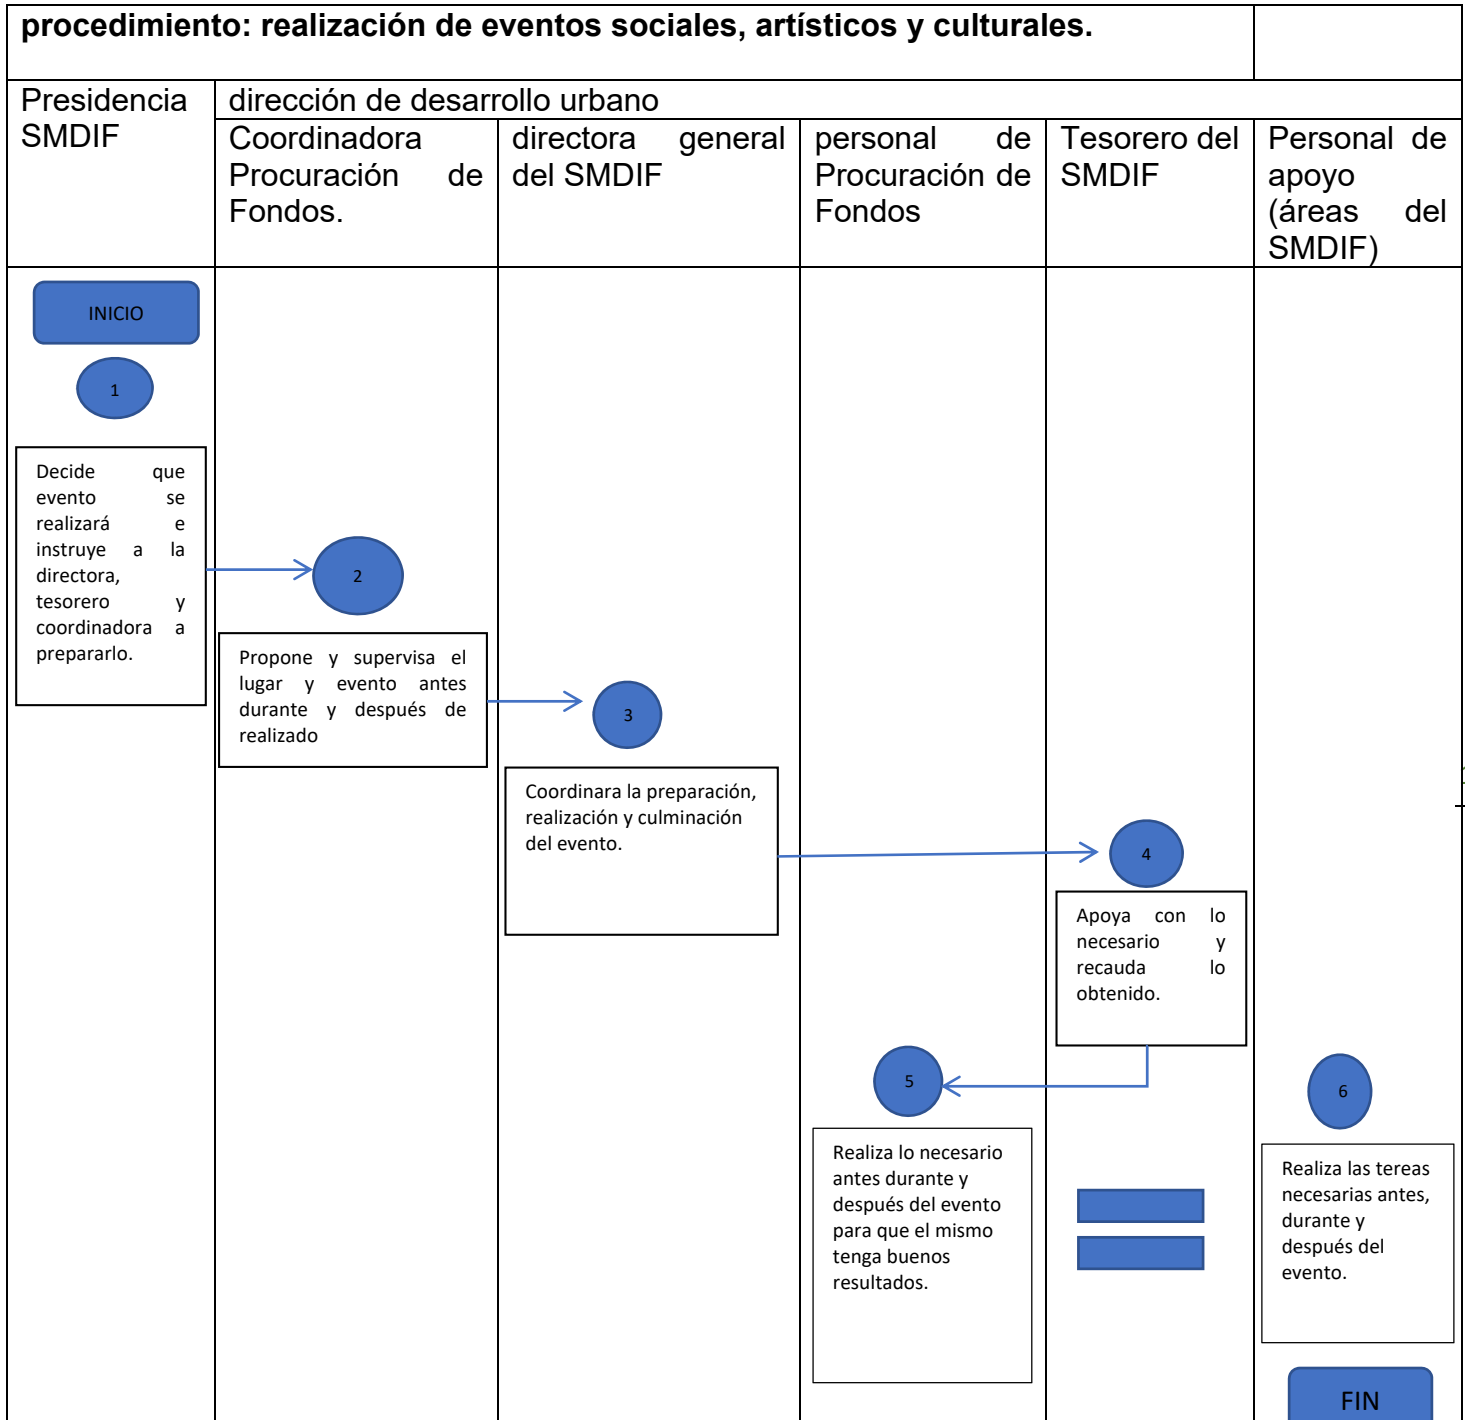 procedimiento: realización de eventos sociales, artísticos y culturales.
Presidencia
SMDIF
dirección de desarrollo urbano
Coordinadora
Procuración de
Fondos.
directora general
del SMDIF
personal de
Procuración de
Fondos
Tesorero del
SMDIF
Personal de
apoyo
(áreas del
SMDIF)
INICIO
1
Decide que
evento se
realizará e
instruye a la
directora,
tesorero y
coordinadora a
prepararlo.
2
Propone y supervisa el
lugar y evento antes
durante y después de
realizado
3
Coordinara la preparación,
realización y culminación
del evento.
4
Apoya con lo
necesario y
recauda lo
obtenido.
5
Realiza lo necesario
antes durante y
después del evento
para que el mismo
tenga buenos
resultados.
6
Realiza las tereas
necesarias antes,
durante y
después del
evento.
FIN